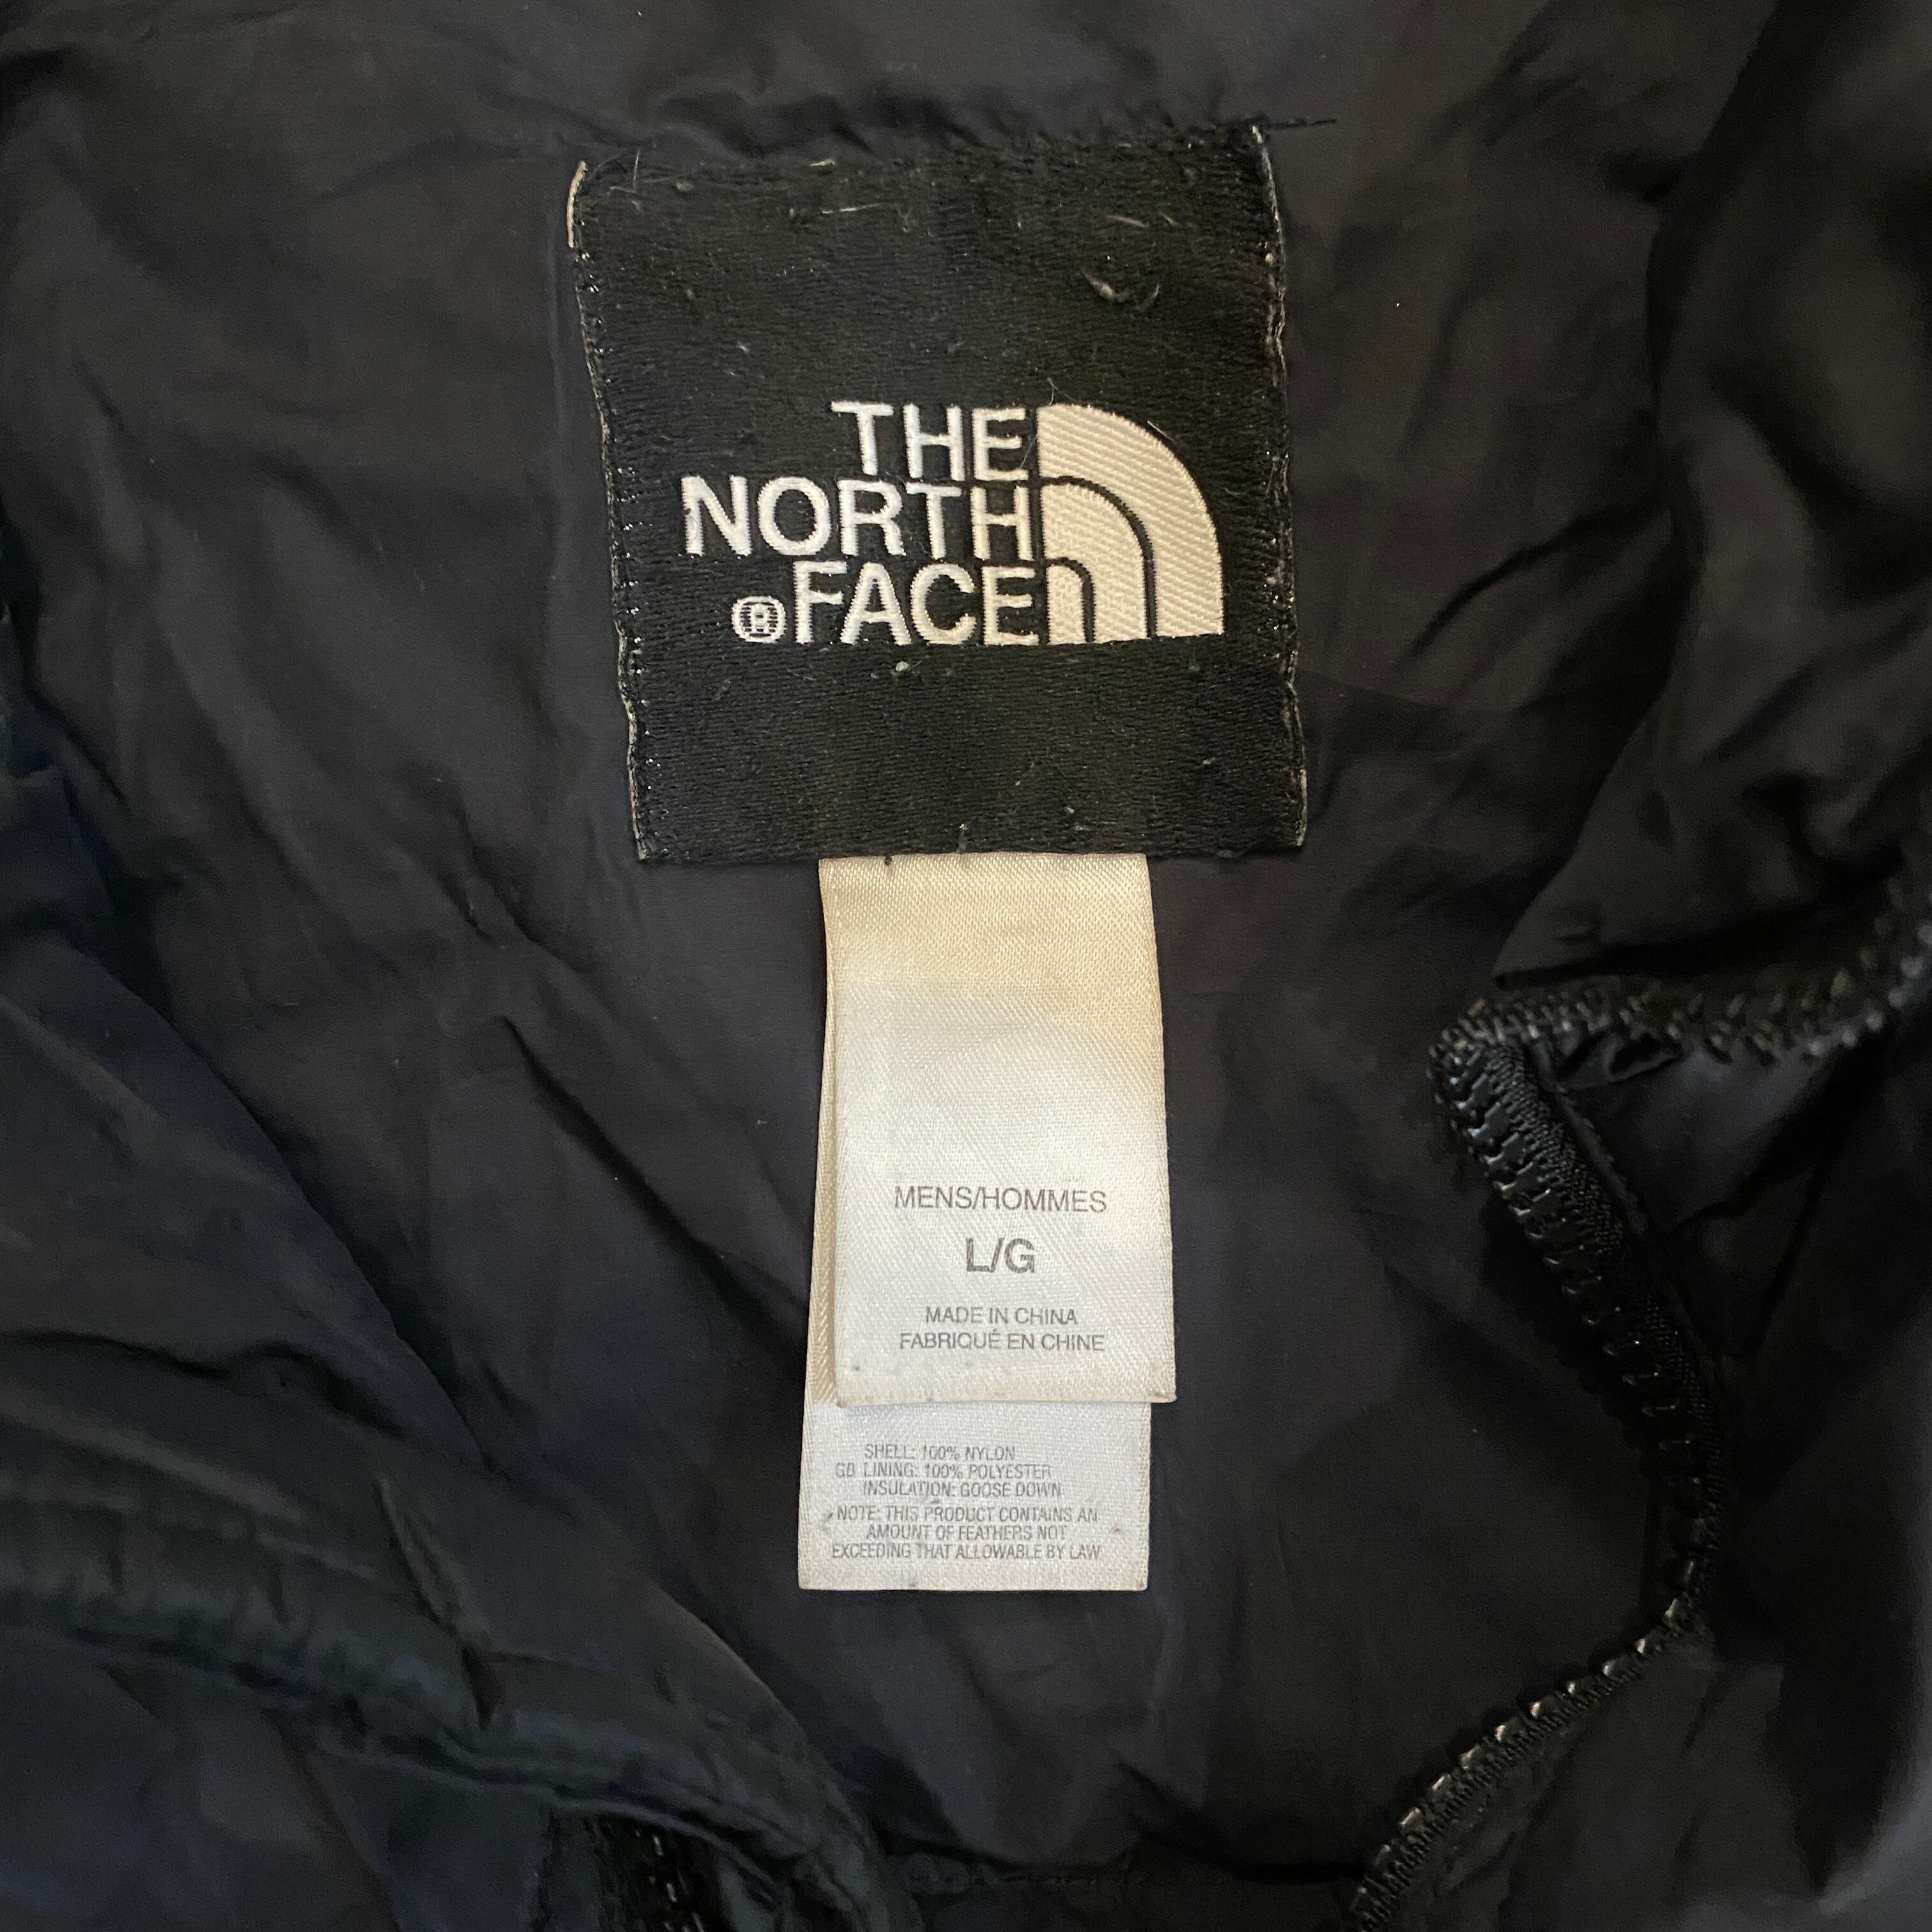 THE
NORTH
®FACE
MENS/HOMMES
L/G
MADE IN CHINA
FABRIQUÉ EN CHINE
SHELL: 100% NYLON
GB LINING: 100% POLYESTER
INSULATION: GOOSE DOWN
NOTE: THIS PRODUCT CONTAINS AN
AMOUNT OF FEATHERS NOT
EXCEEDING THAT ALLOWABLE BY LAW